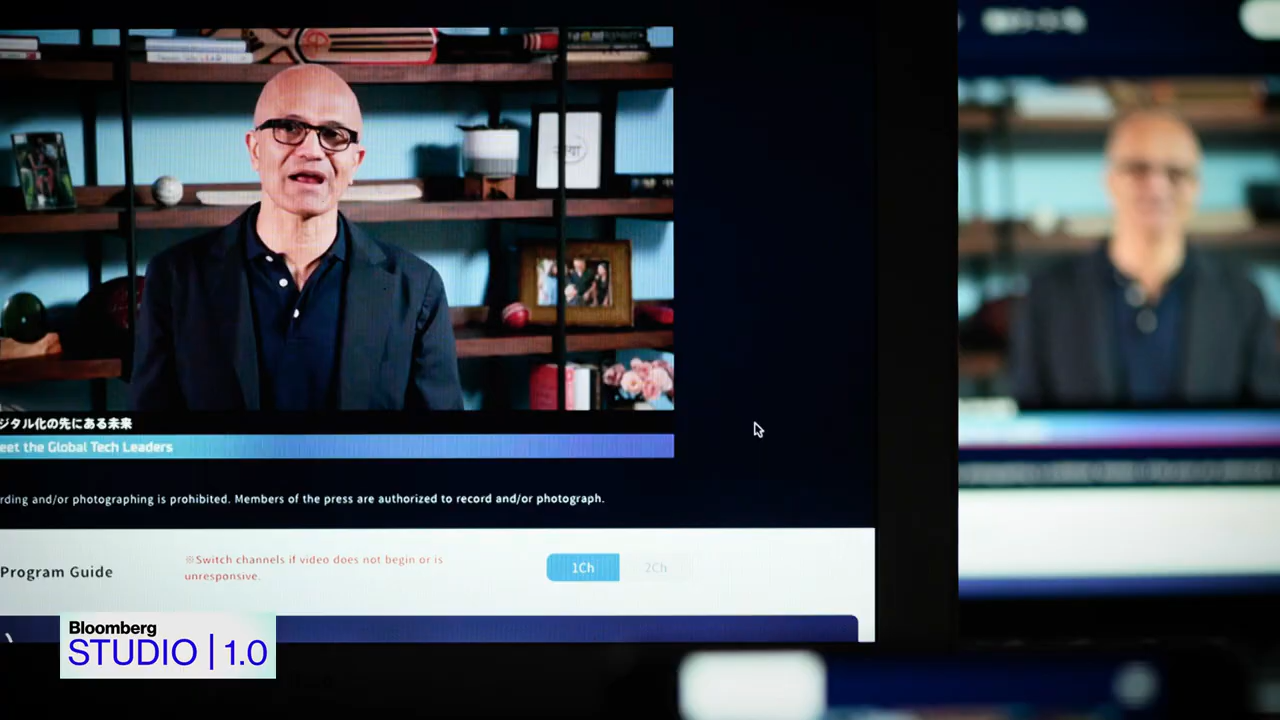 ジタル化の先にある未来
eet the Global Tech Leaders
rding and/or photographing is prohibited. Members of the press are authorized to record and/or photograph.
Program Guide
※Switch channels if video does not begin or is
unresponsive.
1Ch
2Ch
Bloomberg
STUDIO | 1.0